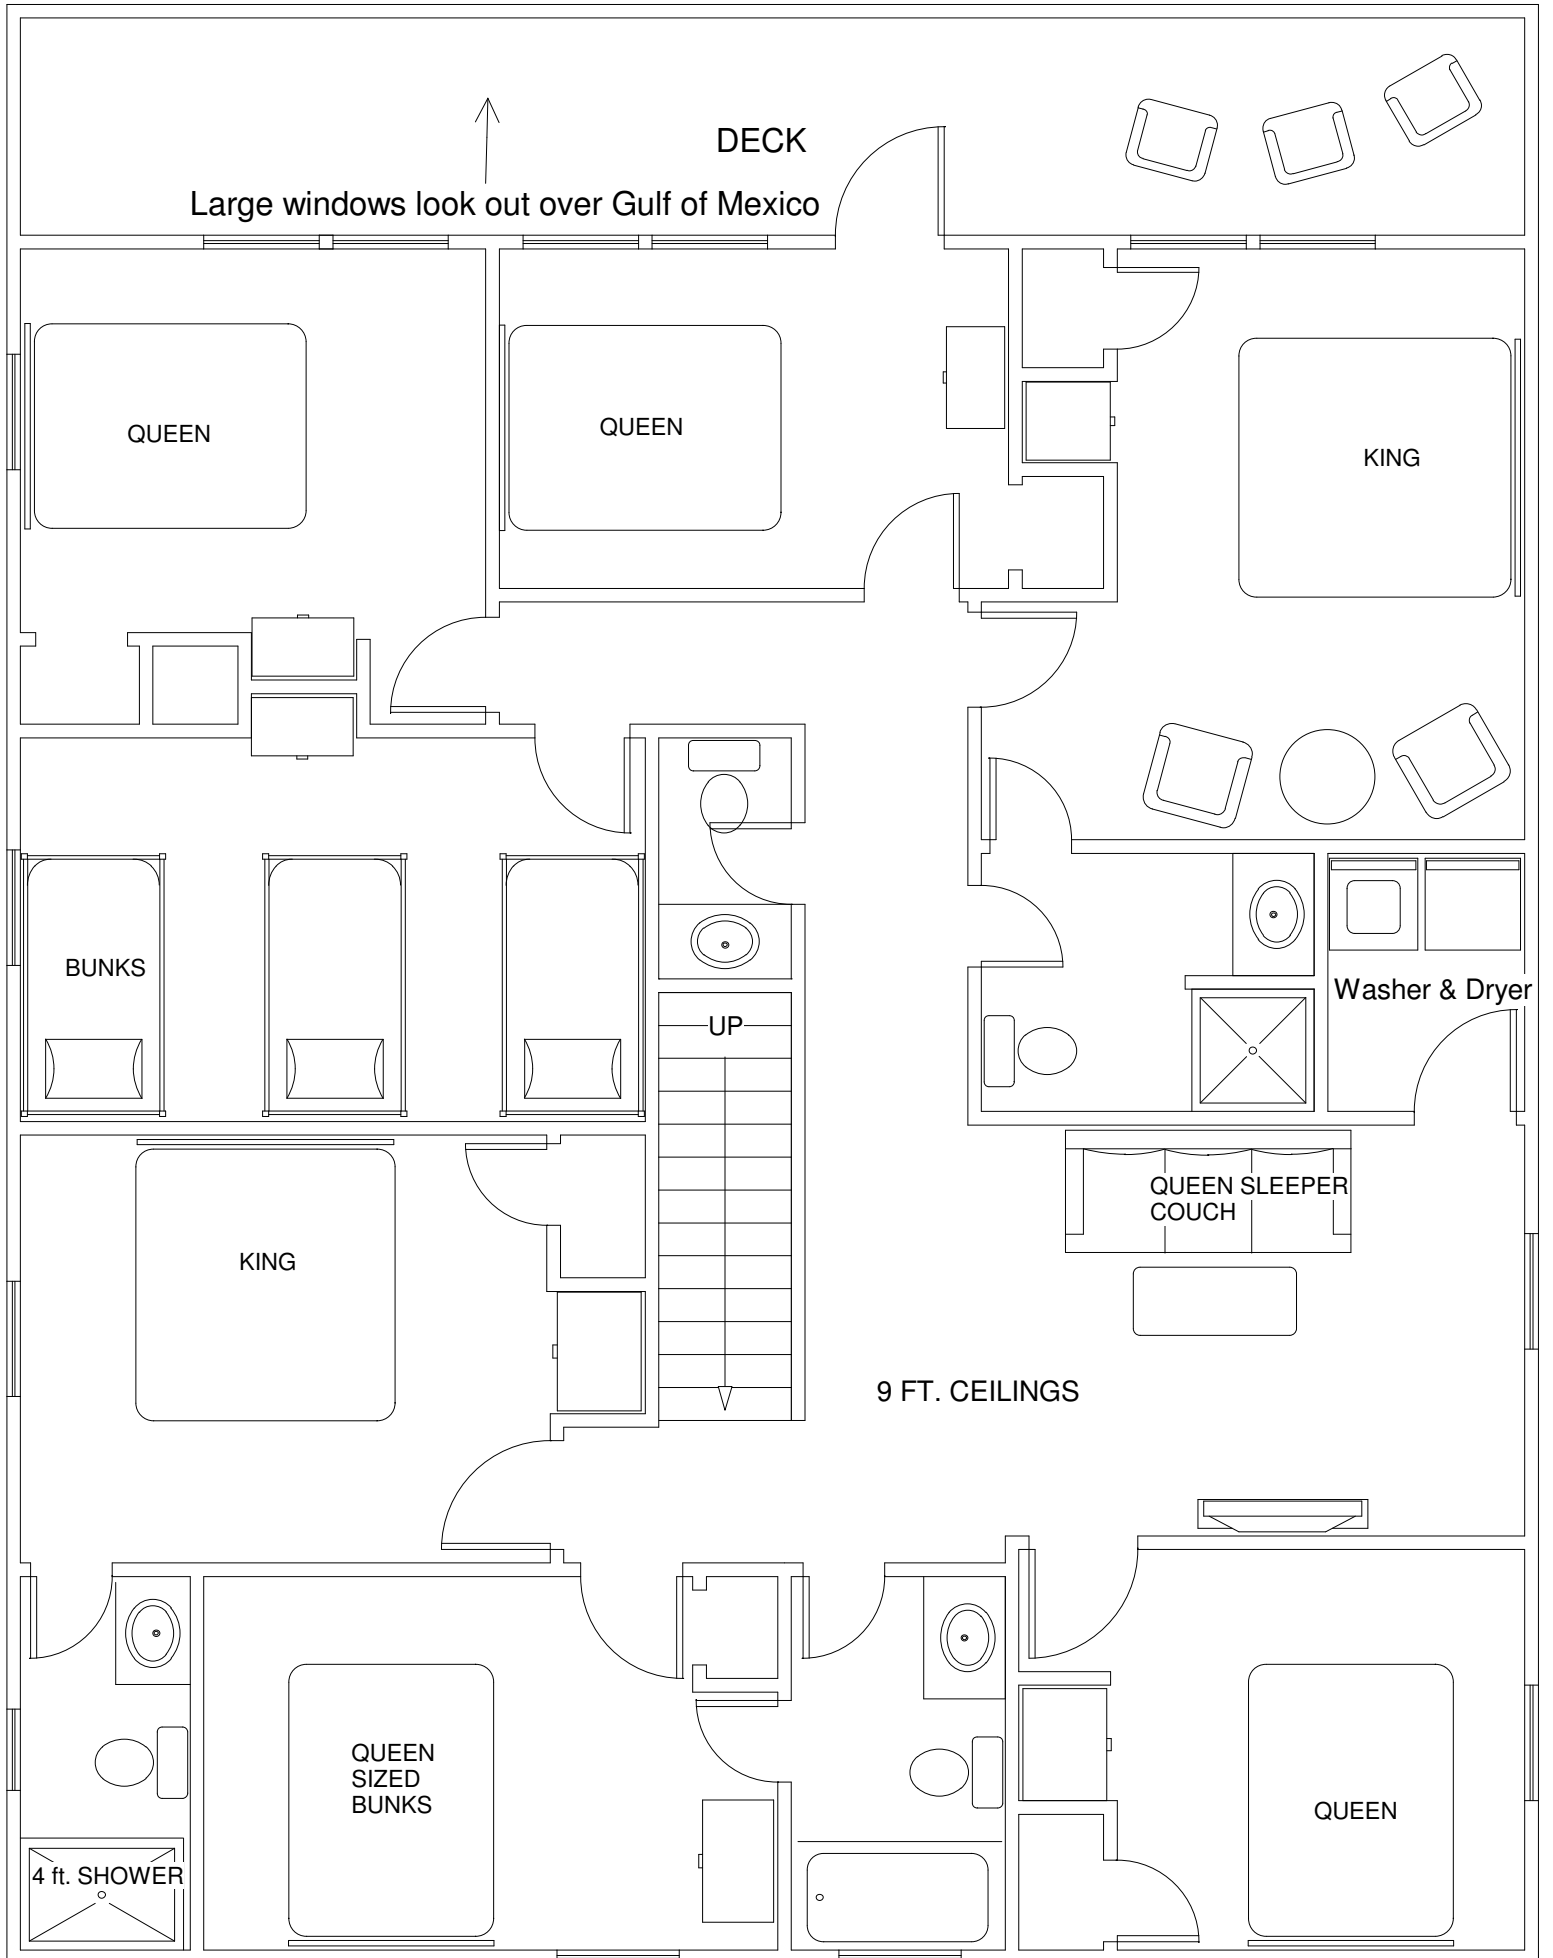 DECK
Large windows look out over Gulf of Mexico
QUEEN
QUEEN
KING
BUNKS
UP
Washer & Dryer
QUEEN SLEEPER
COUCH
KING
9 FT. CEILINGS
QUEEN
SIZED
BUNKS
QUEEN
4 ft. SHOWER